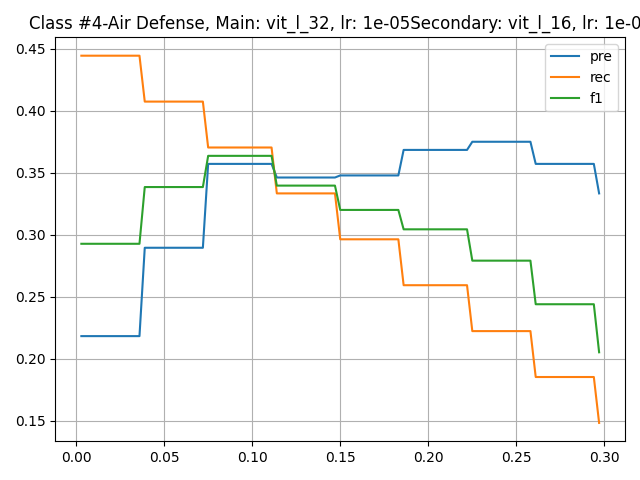 Class #4-Air Defense, Main: vit_l_32, lr: 1e-05Secondary: vit_l_16, lr: 1e-0
0.45
0.40
0.35
0.30
0.25
0.20
0.15
0.00 0.05 0.10 0.15 0.20 0.25 0.30
pre
rec
f1